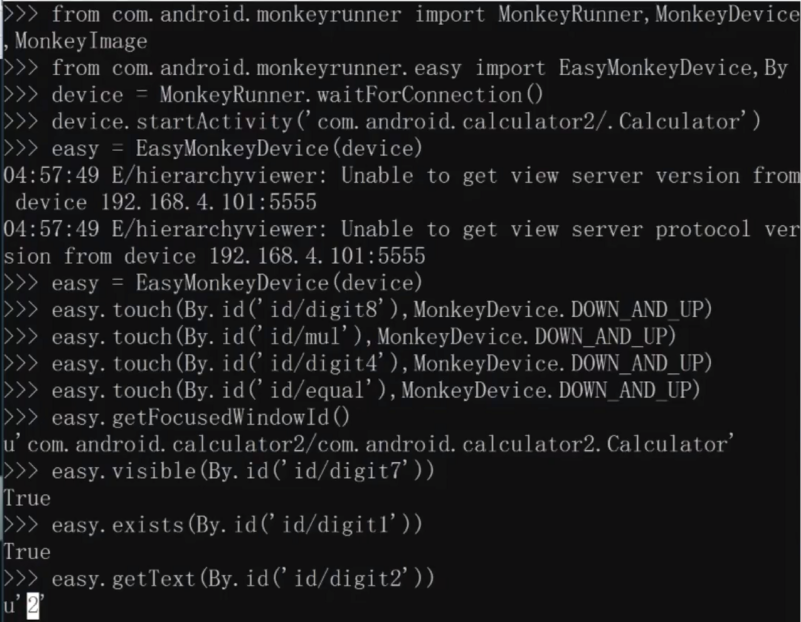 >>> from com.android.monkeyrunner import MonkeyRunner,MonkeyDevice
,MonkeyImage
>>> from com.android.monkeyrunner.easy import EasyMonkeyDevice,By
>>> device = MonkeyRunner.waitForConnection()
>>> device.startActivity('com.android.calculator2/.Calculator')
>>> easy = EasyMonkeyDevice(device)
04:57:49 E/hierarchyviewer: Unable to get view server version from
 device 192.168.4.101:5555
04:57:49 E/hierarchyviewer: Unable to get view server protocol ver
sion from device 192.168.4.101:5555
>>> easy = EasyMonkeyDevice(device)
>>> easy.touch(By.id('id/digit8'),MonkeyDevice.DOWN_AND_UP)
>>> easy.touch(By.id('id/mul'),MonkeyDevice.DOWN_AND_UP)
>>> easy.touch(By.id('id/digit4'),MonkeyDevice.DOWN_AND_UP)
>>> easy.touch(By.id('id/equal'),MonkeyDevice.DOWN_AND_UP)
>>> easy.getFocusedWindowId()
u'com.android.calculator2/com.android.calculator2.Calculator'
>>> easy.visible(By.id('id/digit7'))
True
>>> easy.exists(By.id('id/digit1'))
True
>>> easy.getText(By.id('id/digit2'))
u'2'